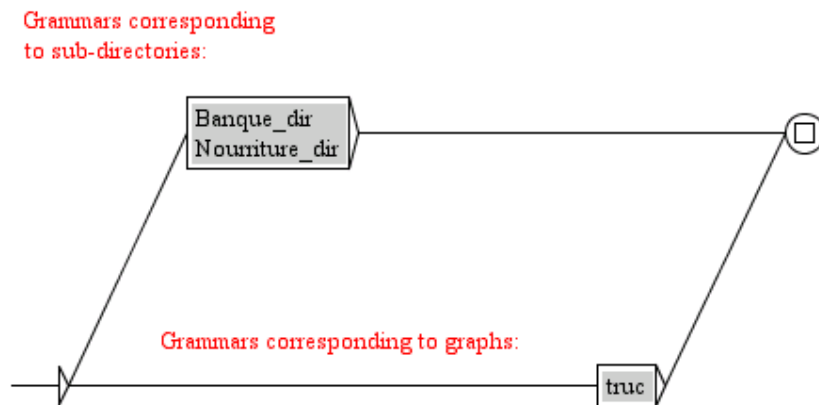 Grammars corresponding
to sub-directories:
Banque_dir
Nourriture_dir
Grammars corresponding to graphs:
truc